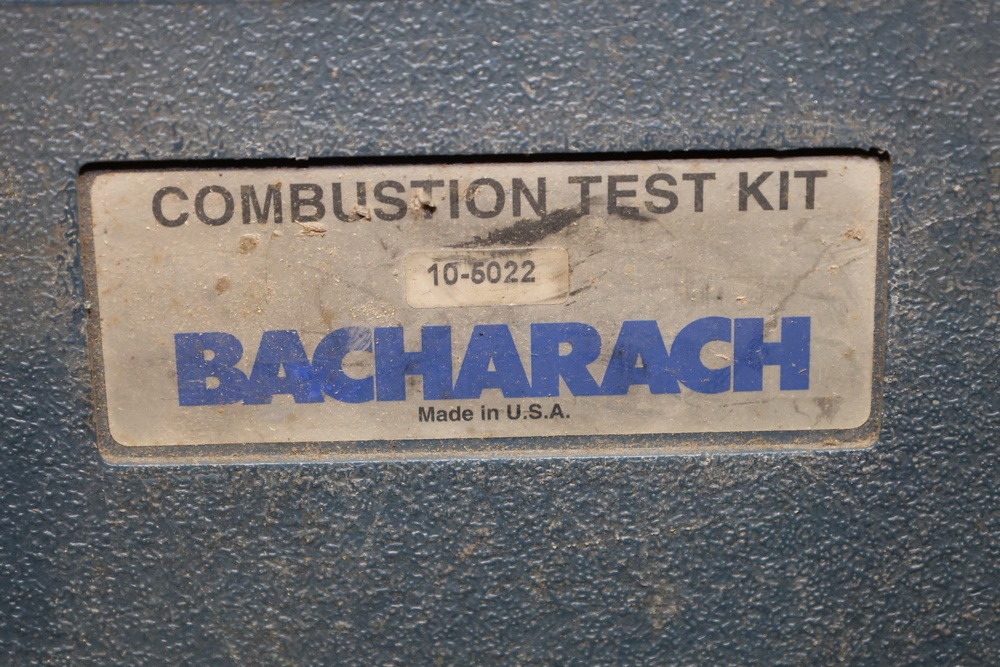 COMBUSTION TEST KIT
10-5022
BACHARACH
Made in U.S.A.